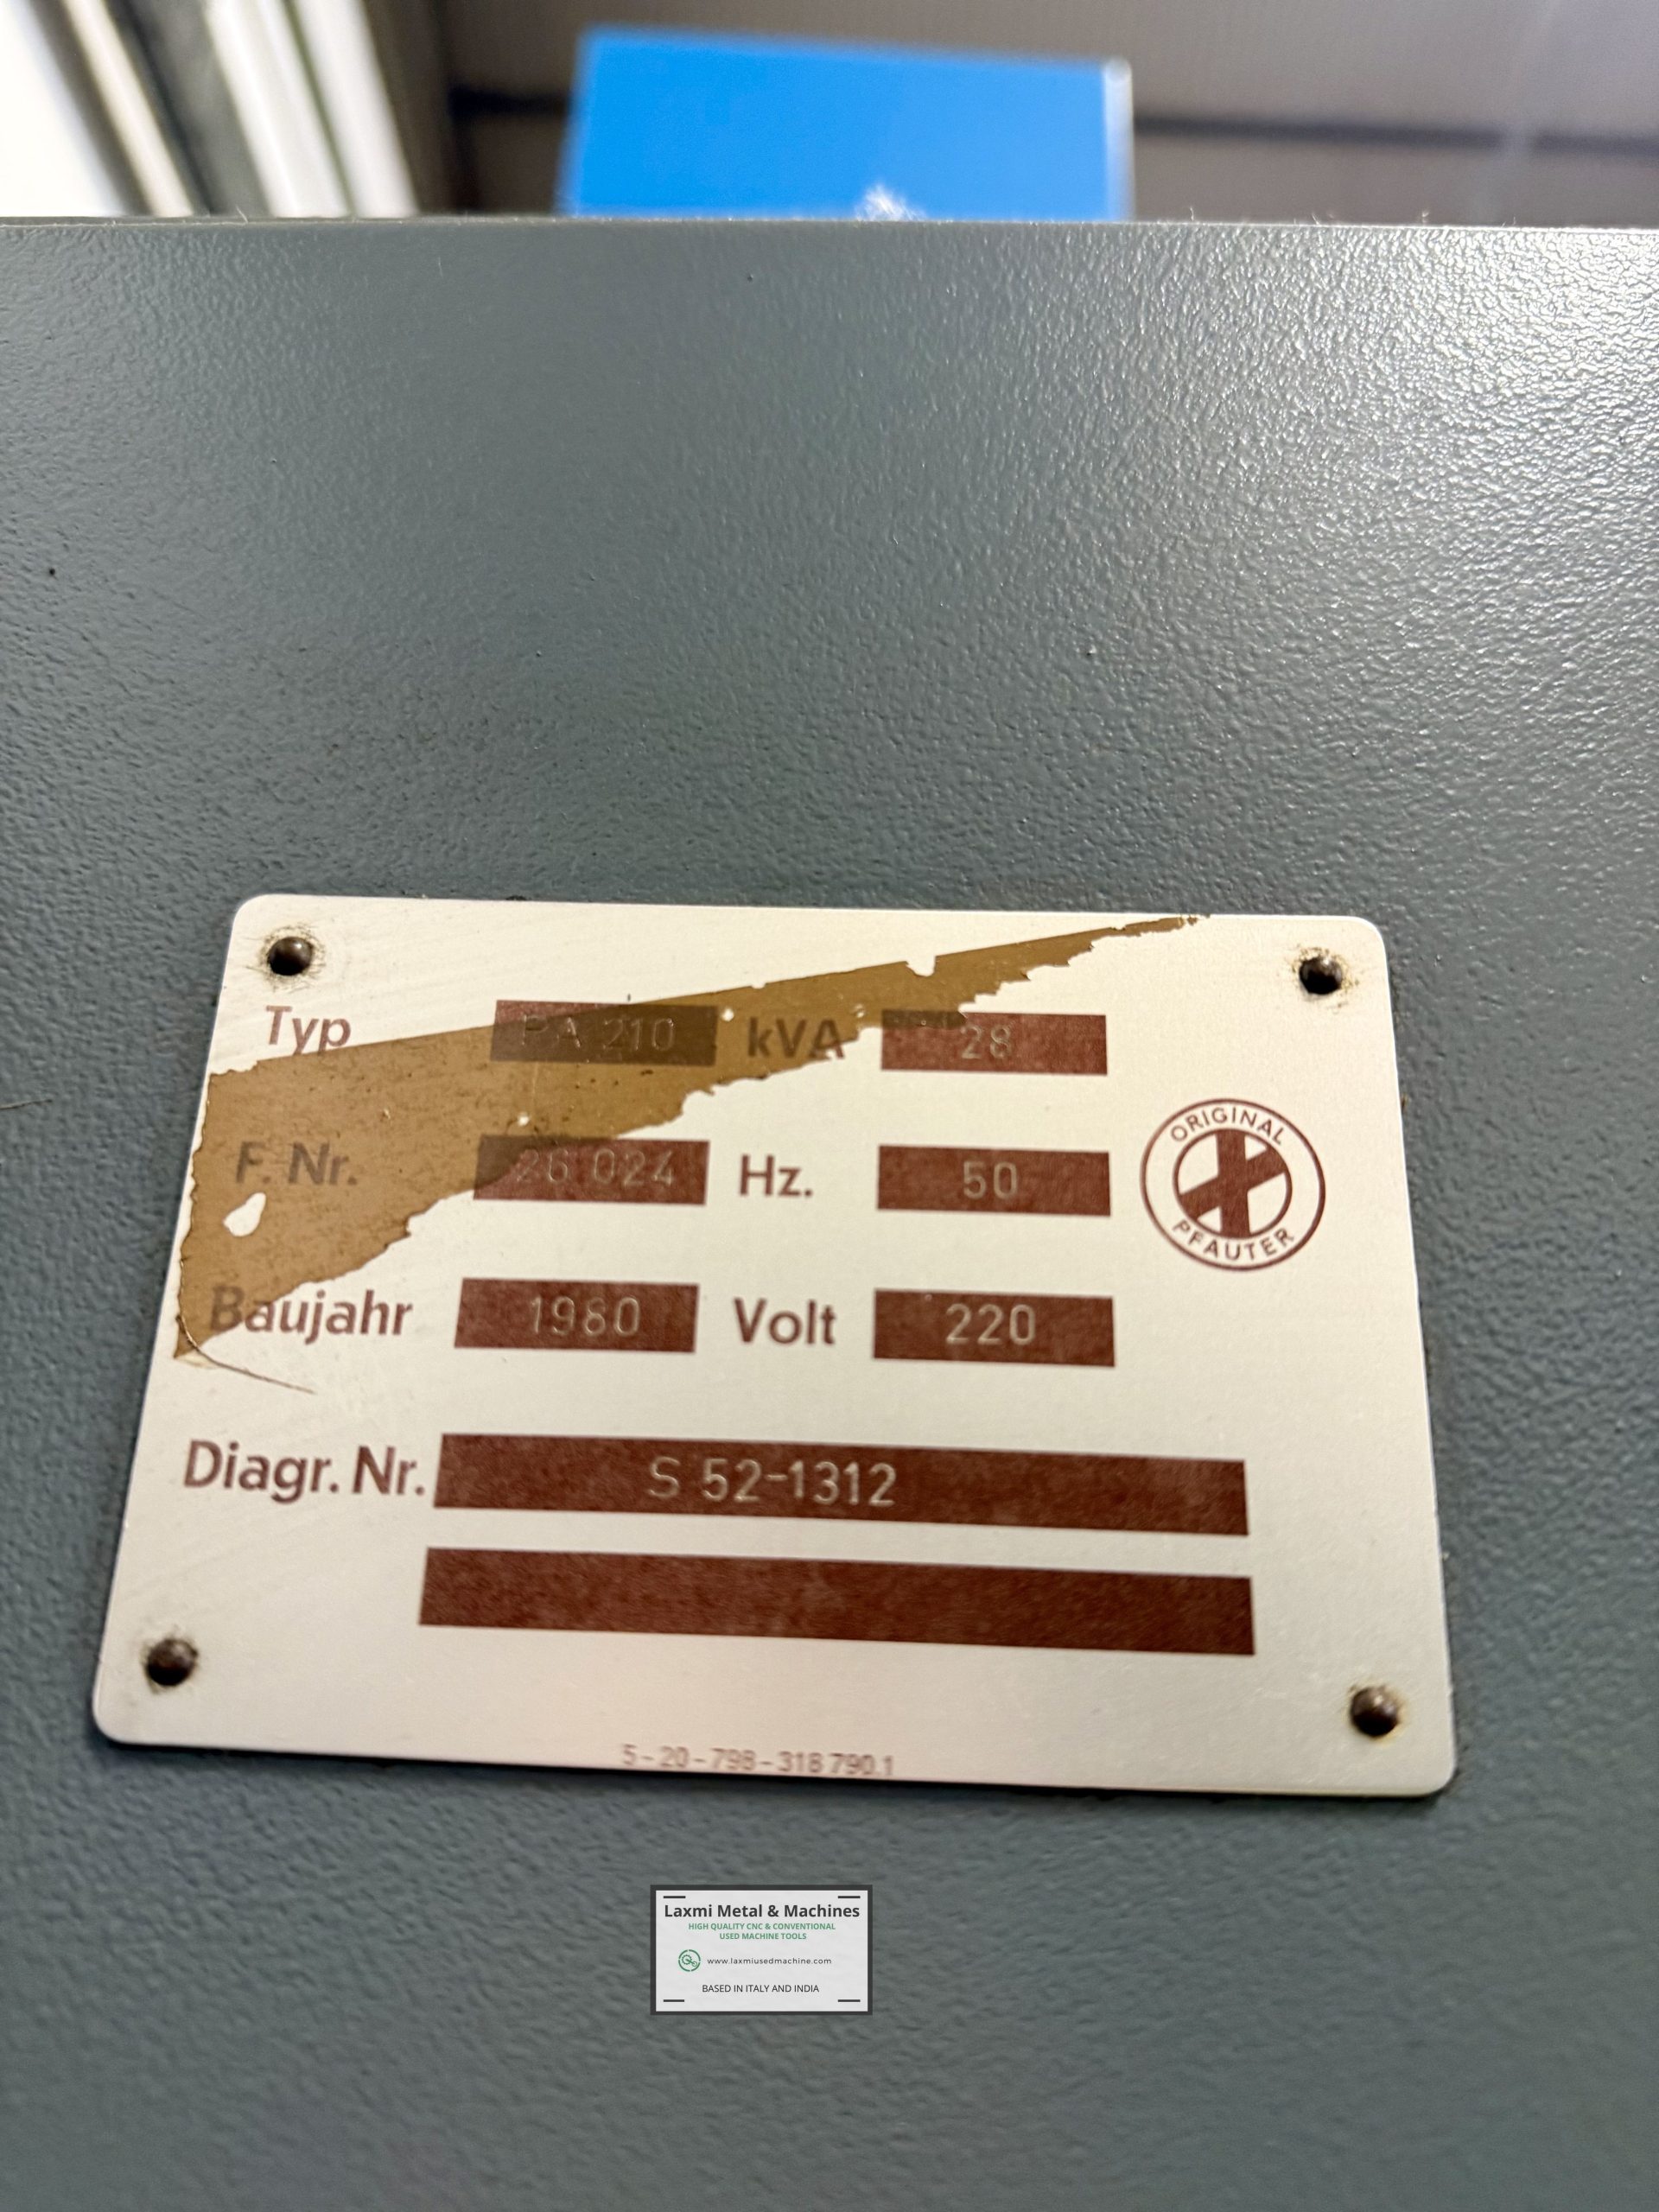 Typ PA 210 kVA 28
F. Nr. 26 024 Hz. 50
ORIGINAL
PFAUTER
Baujahr 1980 Volt 220
Diagr. Nr. S 52-1312
5-20-798-318 790.1
Laxmi Metal & Machines
HIGH QUALITY CNC & CONVENTIONAL
USED MACHINE TOOLS
www.laxmiusedmachine.com
BASED IN ITALY AND INDIA